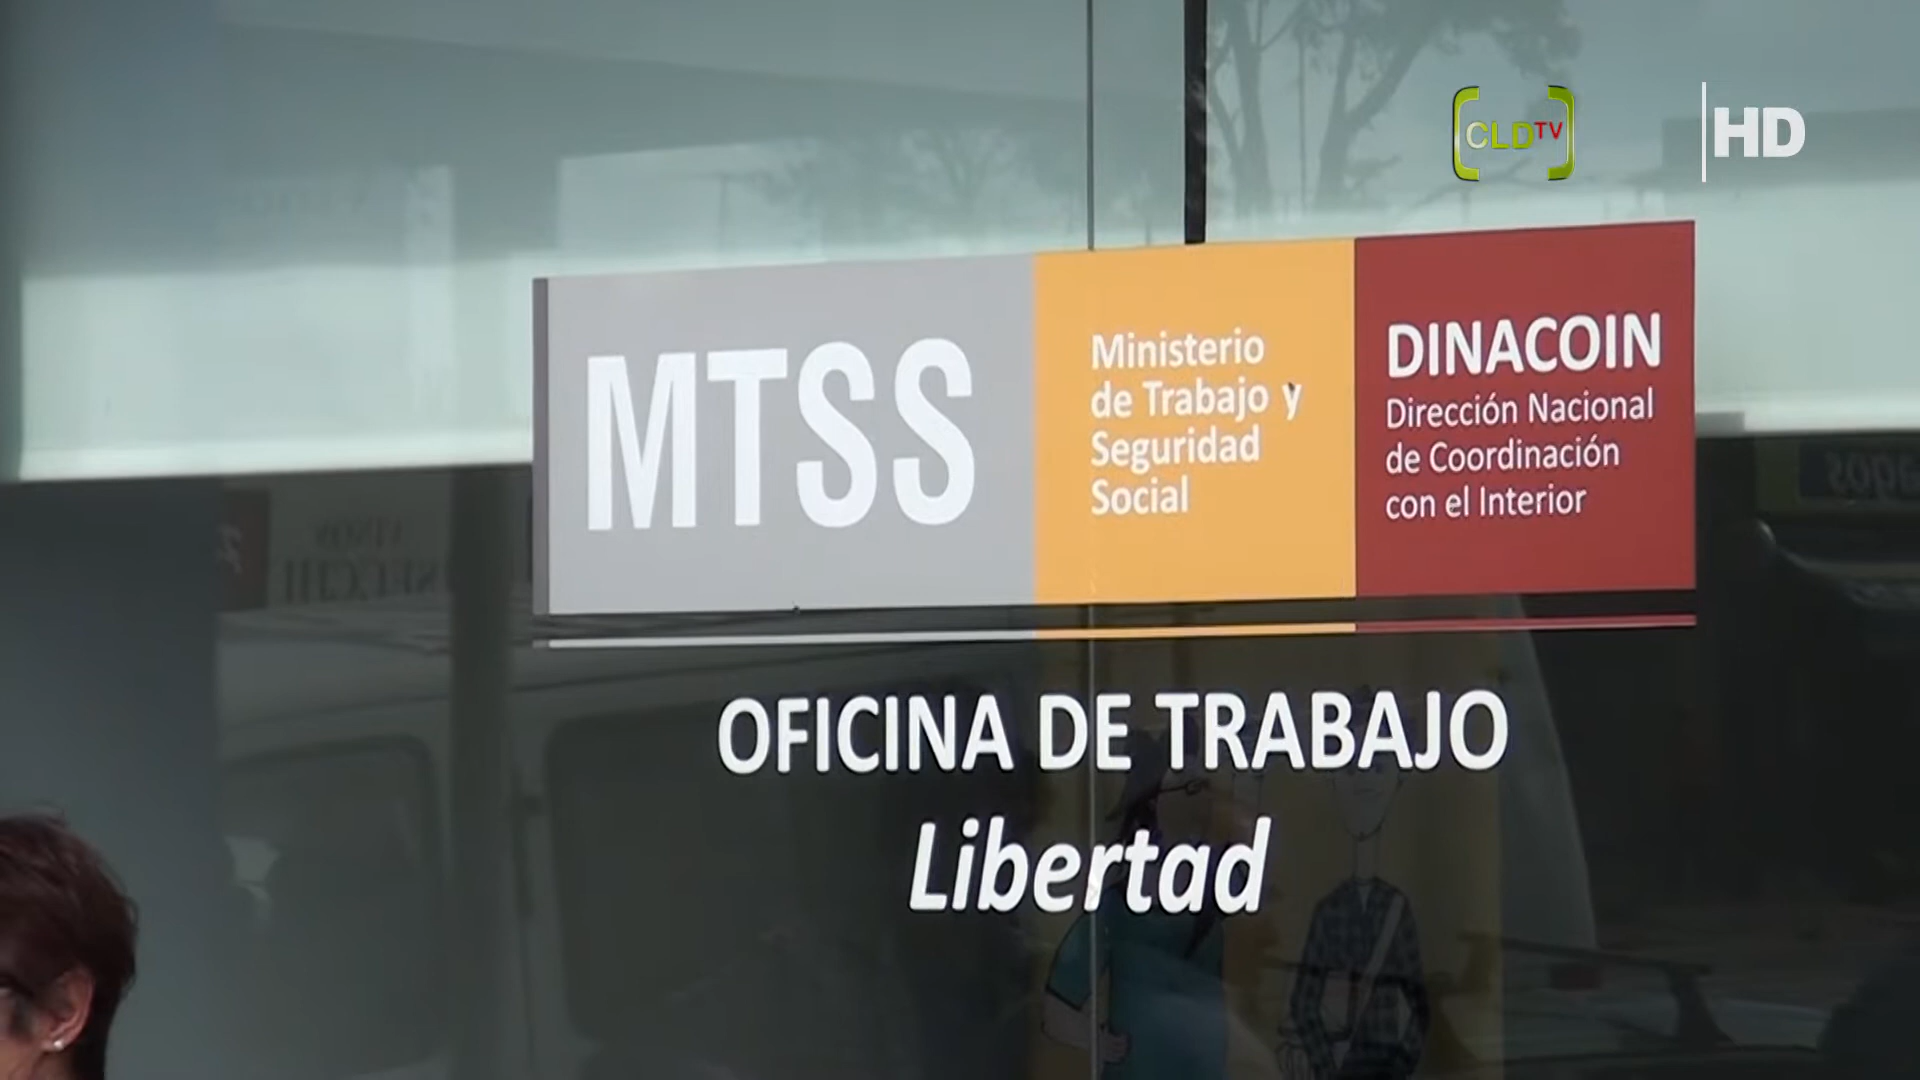 CLDTV
HD
MTSS
Ministerio
de Trabajo y
Seguridad
Social
DINACOIN
Dirección Nacional
de Coordinación
con el Interior
OFICINA DE TRABAJO
Libertad